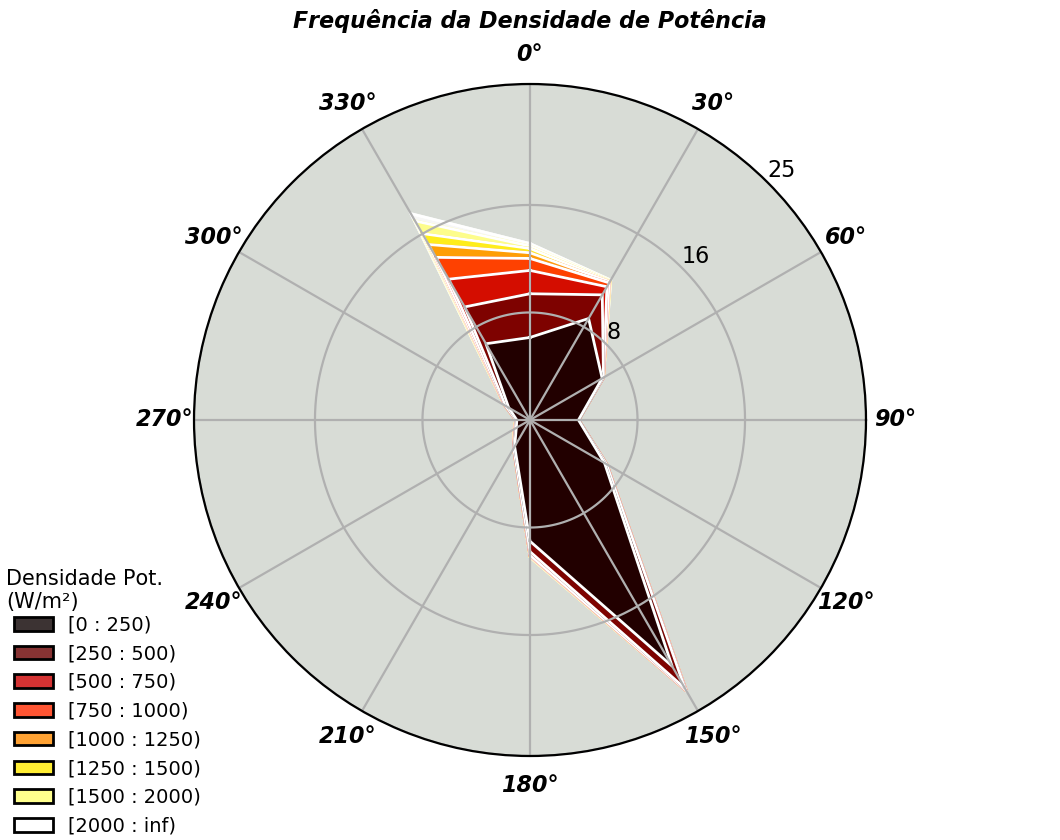 Frequência da Densidade de Potência
0°
330°
30°
25
300°
60°
16
8
270°
90°
240°
120°
210°
150°
180°
Densidade Pot.
(W/m²)
[0 : 250)
[250 : 500)
[500 : 750)
[750 : 1000)
[1000 : 1250)
[1250 : 1500)
[1500 : 2000)
[2000 : inf)